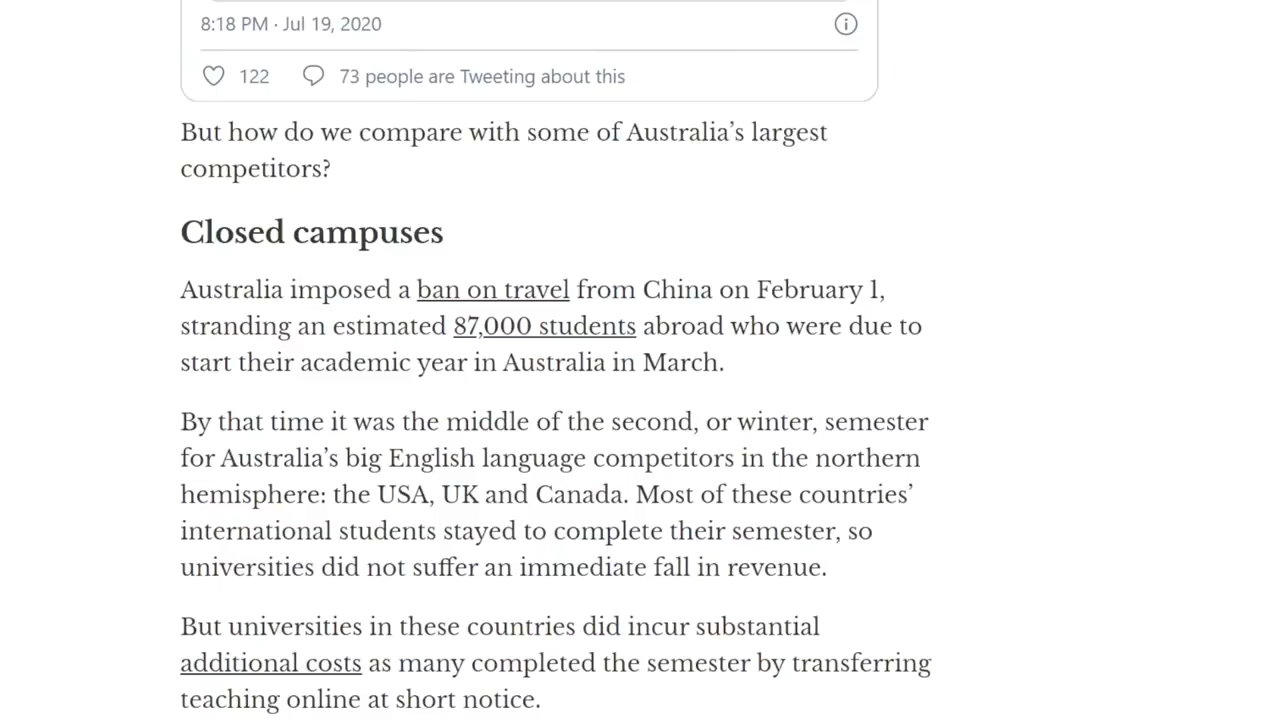 8:18 PM · Jul 19, 2020
122 73 people are Tweeting about this
But how do we compare with some of Australia’s largest
competitors?
Closed campuses
Australia imposed a ban on travel from China on February 1,
stranding an estimated 87,000 students abroad who were due to
start their academic year in Australia in March.
By that time it was the middle of the second, or winter, semester
for Australia’s big English language competitors in the northern
hemisphere: the USA, UK and Canada. Most of these countries’
international students stayed to complete their semester, so
universities did not suffer an immediate fall in revenue.
But universities in these countries did incur substantial
additional costs as many completed the semester by transferring
teaching online at short notice.